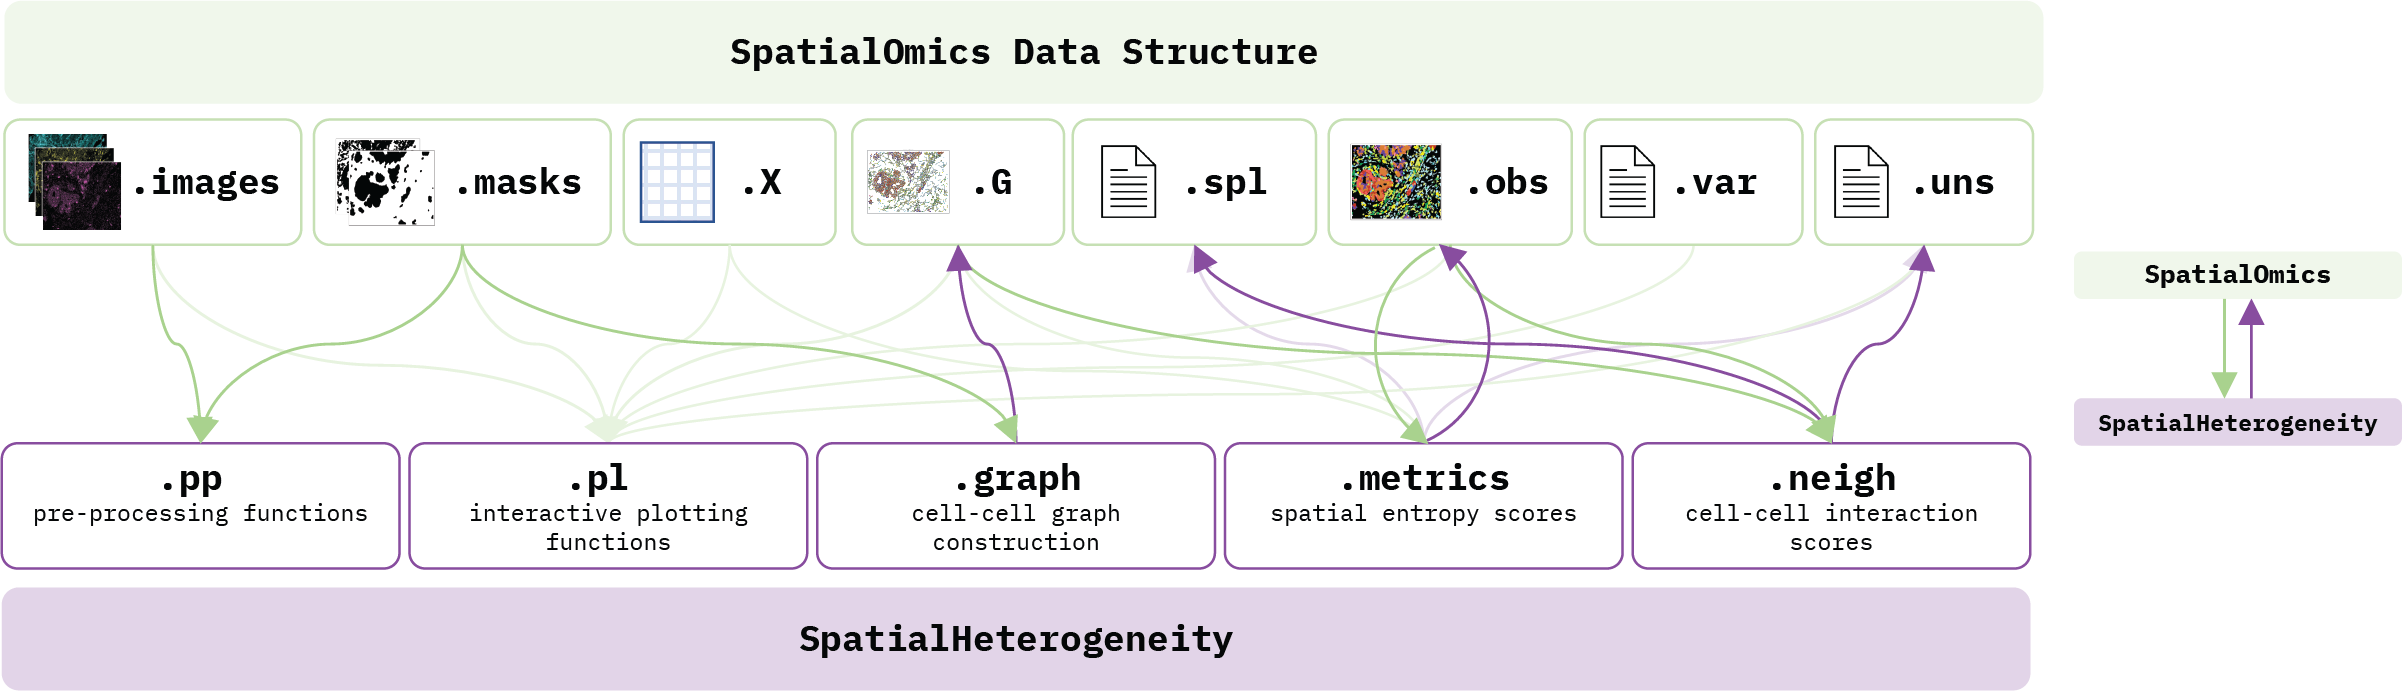 SpatialOmics Data Structure
.images
.masks
.X
.G
.spl
.obs
.var
.uns
SpatialOmics
SpatialHeterogeneity
.pp
pre-processing functions
.pl
interactive plotting
functions
.graph
cell-cell graph
construction
.metrics
spatial entropy scores
.neigh
cell-cell interaction
scores
SpatialHeterogeneity